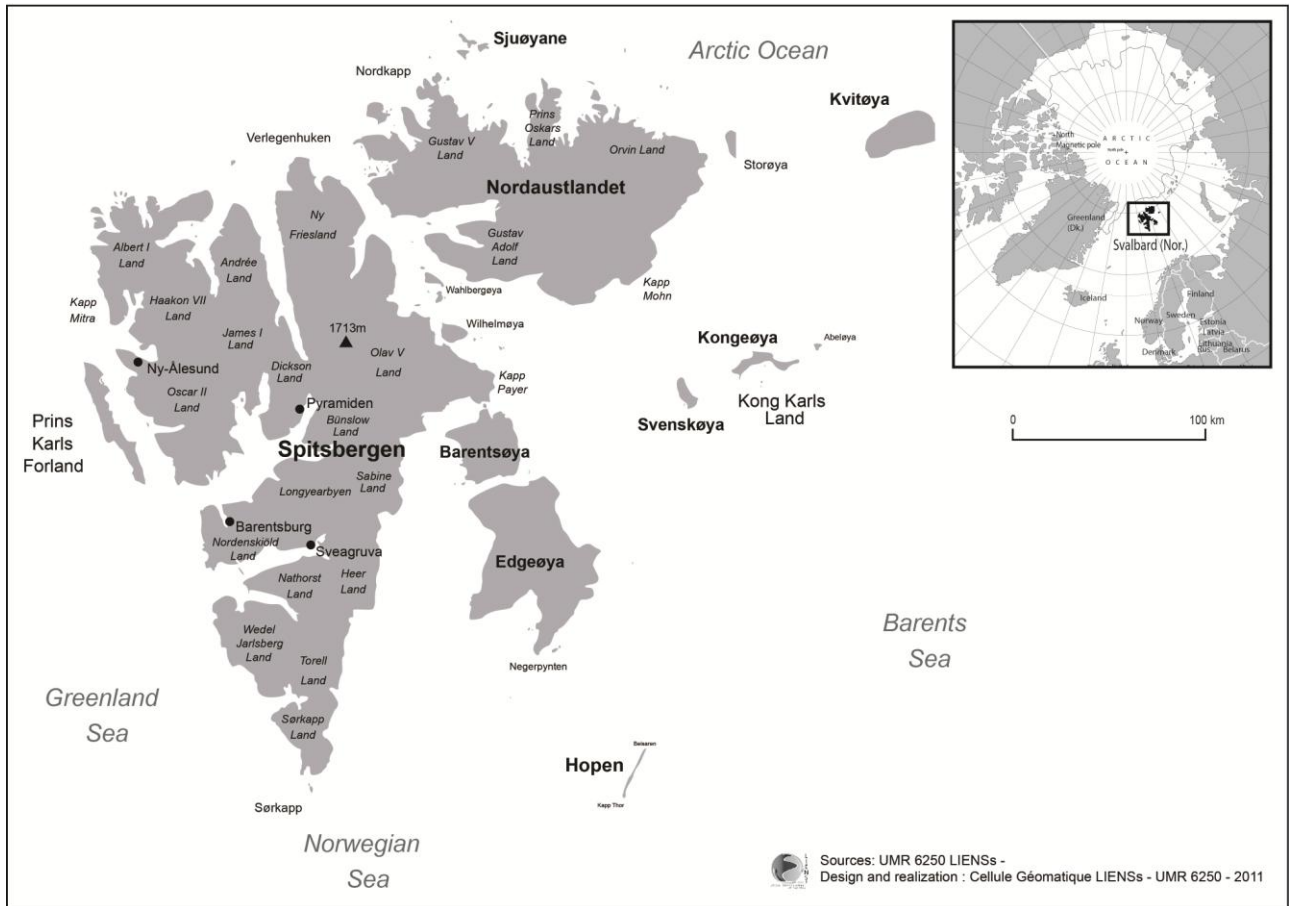 Sjuøyane
Arctic Ocean
Nordkapp
Kvitøya
Verlegenhuken
Prins
Oskars
Land
Gustav V
Land
Orvin Land
Storøya
Nordaustlandet
Ny
Friesland
Gustav
Adolf
Land
Albert I
Land
Andrée
Land
Kapp
Mohn
Kapp
Mitra
Haakon VII
Land
Wahlbergøya
James I
Land
1713m
Wilhelmøya
Kongeøya
Abeløya
Olav V
Land
Ny-Ålesund
Dickson
Land
Kapp
Payer
Oscar II
Land
Pyramiden
Kong Karls
Land
Svenskøya
Prins
Karls
Forland
Bünslow
Land
Spitsbergen
Barentsøya
Sabine
Land
Longyearbyen
Barentsburg
Nordenskiöld
Land
Sveagruva
Edgeøya
Nathorst
Land
Heer
Land
Wedel
Jarlsberg
Land
Torell
Land
Barents
Sea
Negerpynten
Greenland
Sea
Sørkapp
Land
Hopen
Beisaren
Kapp Thor
Sørkapp
Norwegian
Sea
North
Magnetic pole
ARCTIC
North pole
OCEAN
Greenland
(Dk.)
Svalbard (Nor.)
Iceland
Finland
Norway
Sweden
Estonia
Latvia
Lithuania
Denmark
Rus.
Belarus
0
100 km
LIENSs
Sources: UMR 6250 LIENSs -
Design and realization : Cellule Géomatique LIENSs - UMR 6250 - 2011